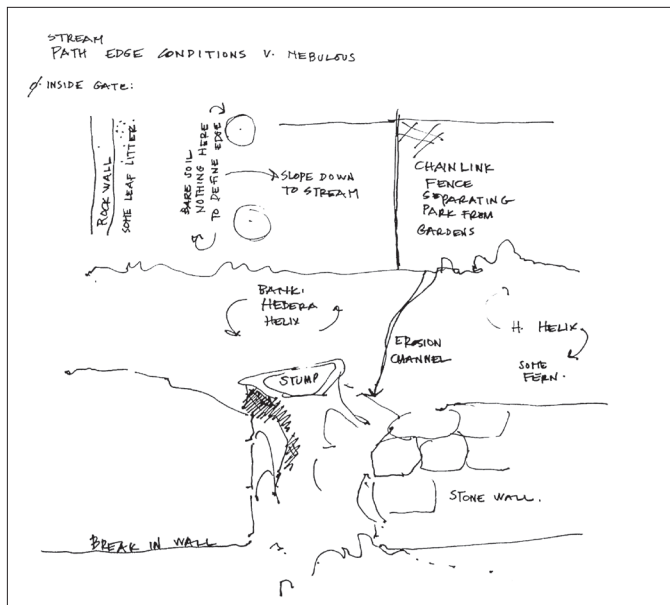 STREAM
PATH EDGE CONDITIONS V. NEBULOUS
INSIDE GATE:
ROCK WALL
SOME LEAF LITTER.
BARE SOIL
NOTHING HERE
TO DEFINE EDGE
SLOPE DOWN
TO STREAM
CHAIN LINK
FENCE
SEPARATING
PARK FROM
GARDENS
BANK:
HEDERA
HELIX
EROSION
CHANNEL
H. HELIX
SOME
FERN.
STUMP
STONE WALL.
BREAK IN WALL